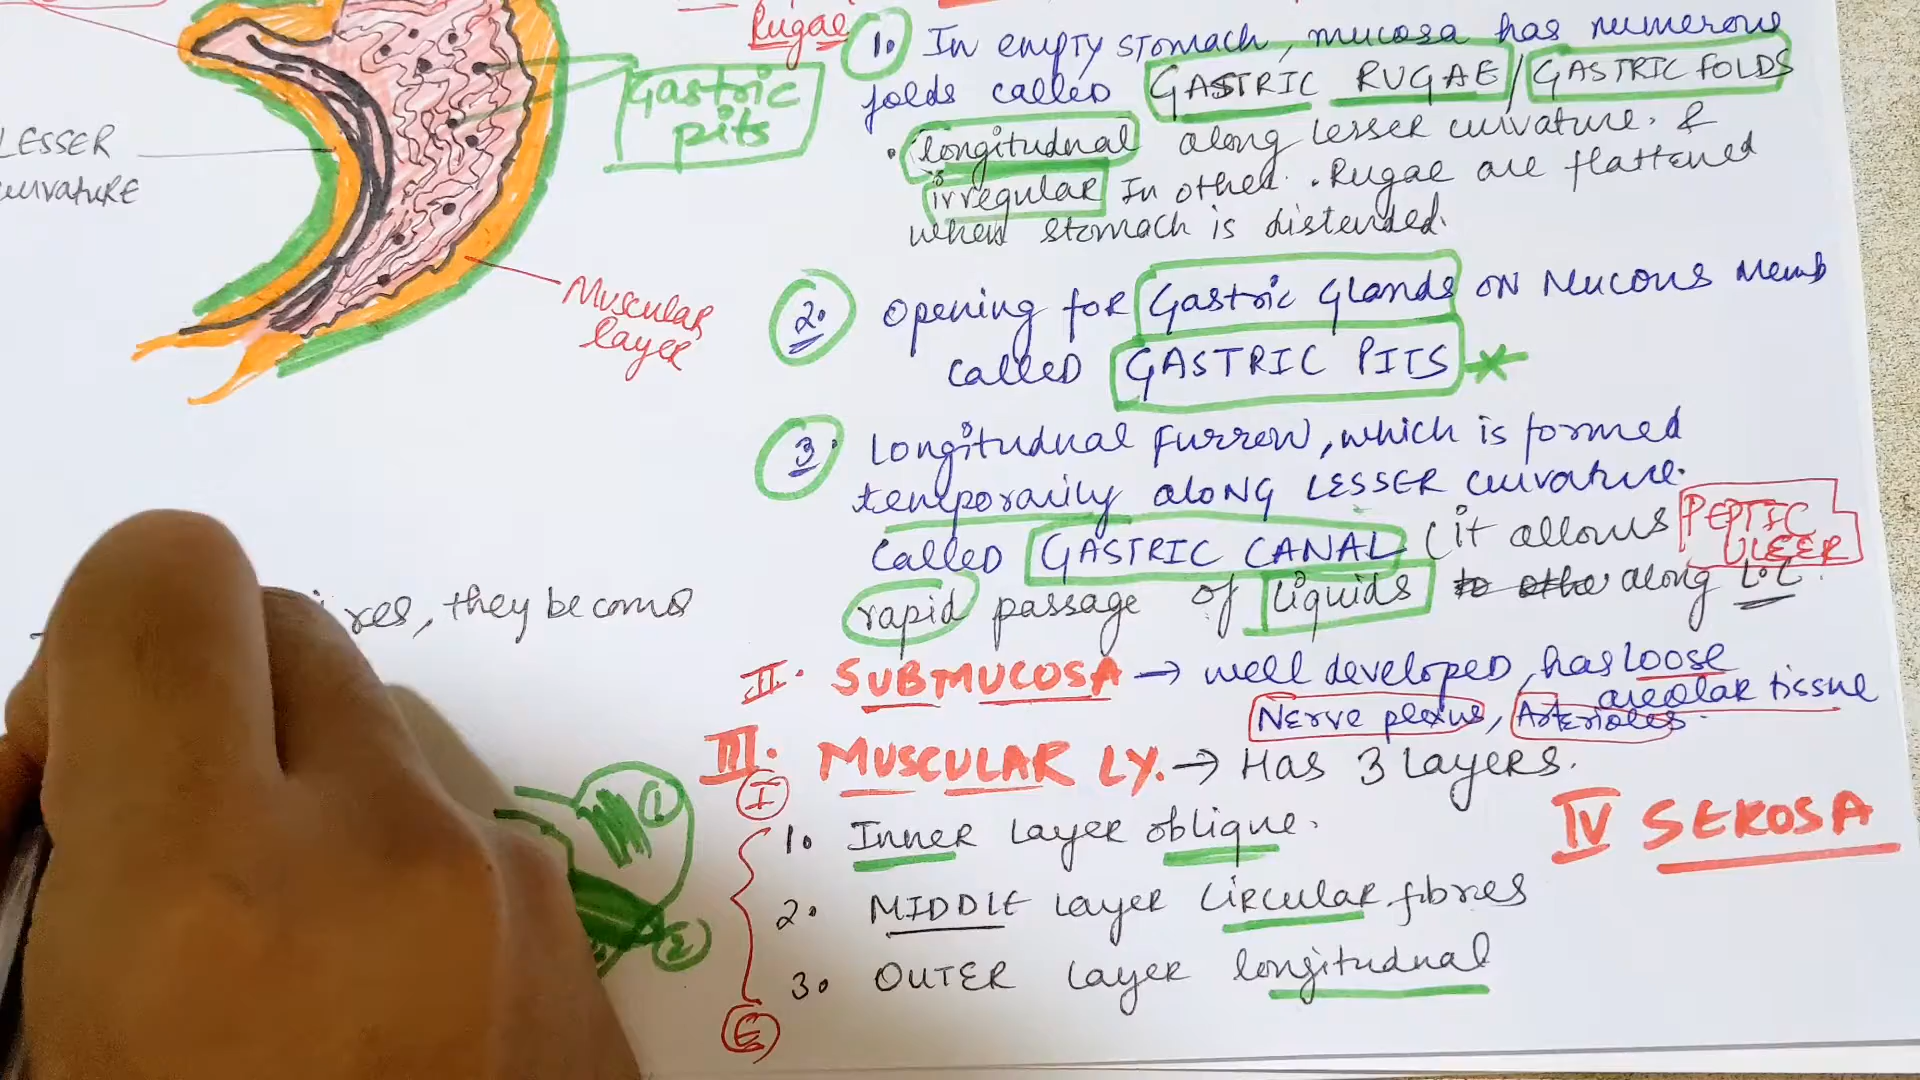 Rugae
1. In empty stomach, mucosa has numerous
folds called GASTRIC RUGAE / GASTRIC FOLDS
• longitudnal along lesser curvature. &
irregular In other. Rugae are flattened
when stomach is distended.
Gastric
pits
LESSER
curvature
Muscular
layer
2. Opening for Gastric Glands on Mucous Memb
called GASTRIC PITS
3. Longitudnal Furrow, which is formed
temporarily along LESSER curvature.
called GASTRIC CANAL (it allows
PEPTIC
ULCER
rapid passage of liquids along L.C.
, they become
II. SUBMUCOSA → well developed, has loose
areolar tissue
Nerve plexus, Arterioles.
III. MUSCULAR LY. → Has 3 Layers.
I
1. Inner Layer oblique.
2. MIDDLE Layer Circular fibres
3. OUTER Layer longitudnal
E
IV SEROSA
1
2